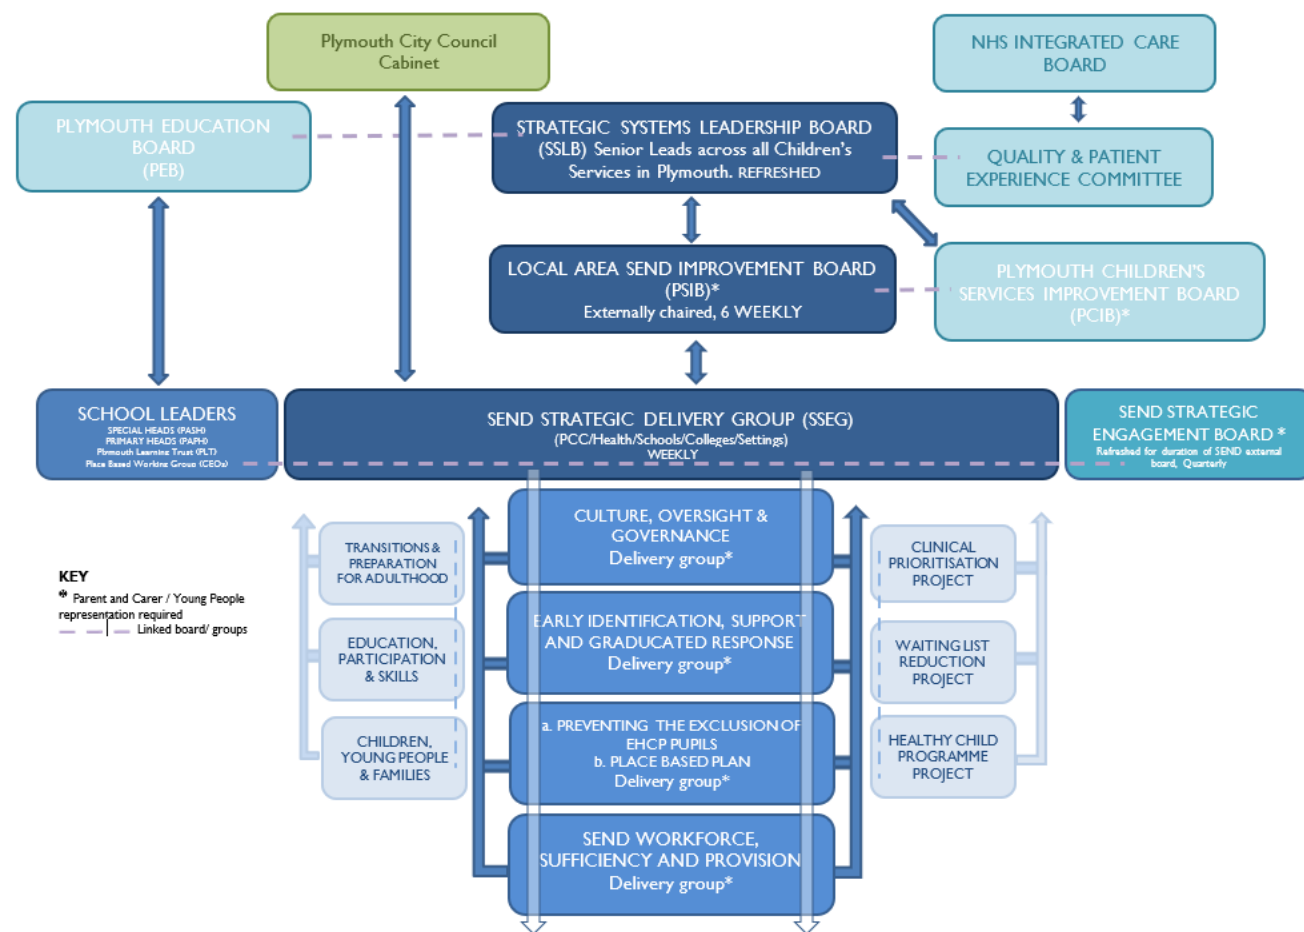 Plymouth City Council
Cabinet
NHS INTEGRATED CARE
BOARD
PLYMOUTH EDUCATION
BOARD
(PEB)
STRATEGIC SYSTEMS LEADERSHIP BOARD
(SSLB) Senior Leads across all Children's
Services in Plymouth. REFRESHED
QUALITY & PATIENT
EXPERIENCE COMMITTEE
LOCAL AREA SEND IMPROVEMENT BOARD
(PSIB)*
Externally chaired, 6 WEEKLY
PLYMOUTH CHILDREN'S
SERVICES IMPROVEMENT BOARD
(PCIB)*
SCHOOL LEADERS
SPECIAL HEADS (PASH)
PRIMARY HEADS (PAPH)
Plymouth Learning Trust (PLT)
Place Based Working Group (CEOs)
SEND STRATEGIC DELIVERY GROUP (SSEG)
(PCC/Health/Schools/Colleges/Settings)
WEEKLY
SEND STRATEGIC
ENGAGEMENT BOARD *
Refreshed for duration of SEND external
board, Quarterly
CULTURE, OVERSIGHT &
GOVERNANCE
Delivery group*
TRANSITIONS &
PREPARATION
FOR ADULTHOOD
CLINICAL
PRIORITISATION
PROJECT
KEY
* Parent and Carer / Young People
representation required
Linked board/ groups
EARLY IDENTIFICATION, SUPPORT
AND GRADUCATED RESPONSE
Delivery group*
EDUCATION,
PARTICIPATION
& SKILLS
WAITING LIST
REDUCTION
PROJECT
a. PREVENTING THE EXCLUSION OF
EHCP PUPILS
b. PLACE BASED PLAN
Delivery group*
CHILDREN,
YOUNG PEOPLE
& FAMILIES
HEALTHY CHILD
PROGRAMME
PROJECT
SEND WORKFORCE,
SUFFICIENCY AND PROVISION
Delivery group*